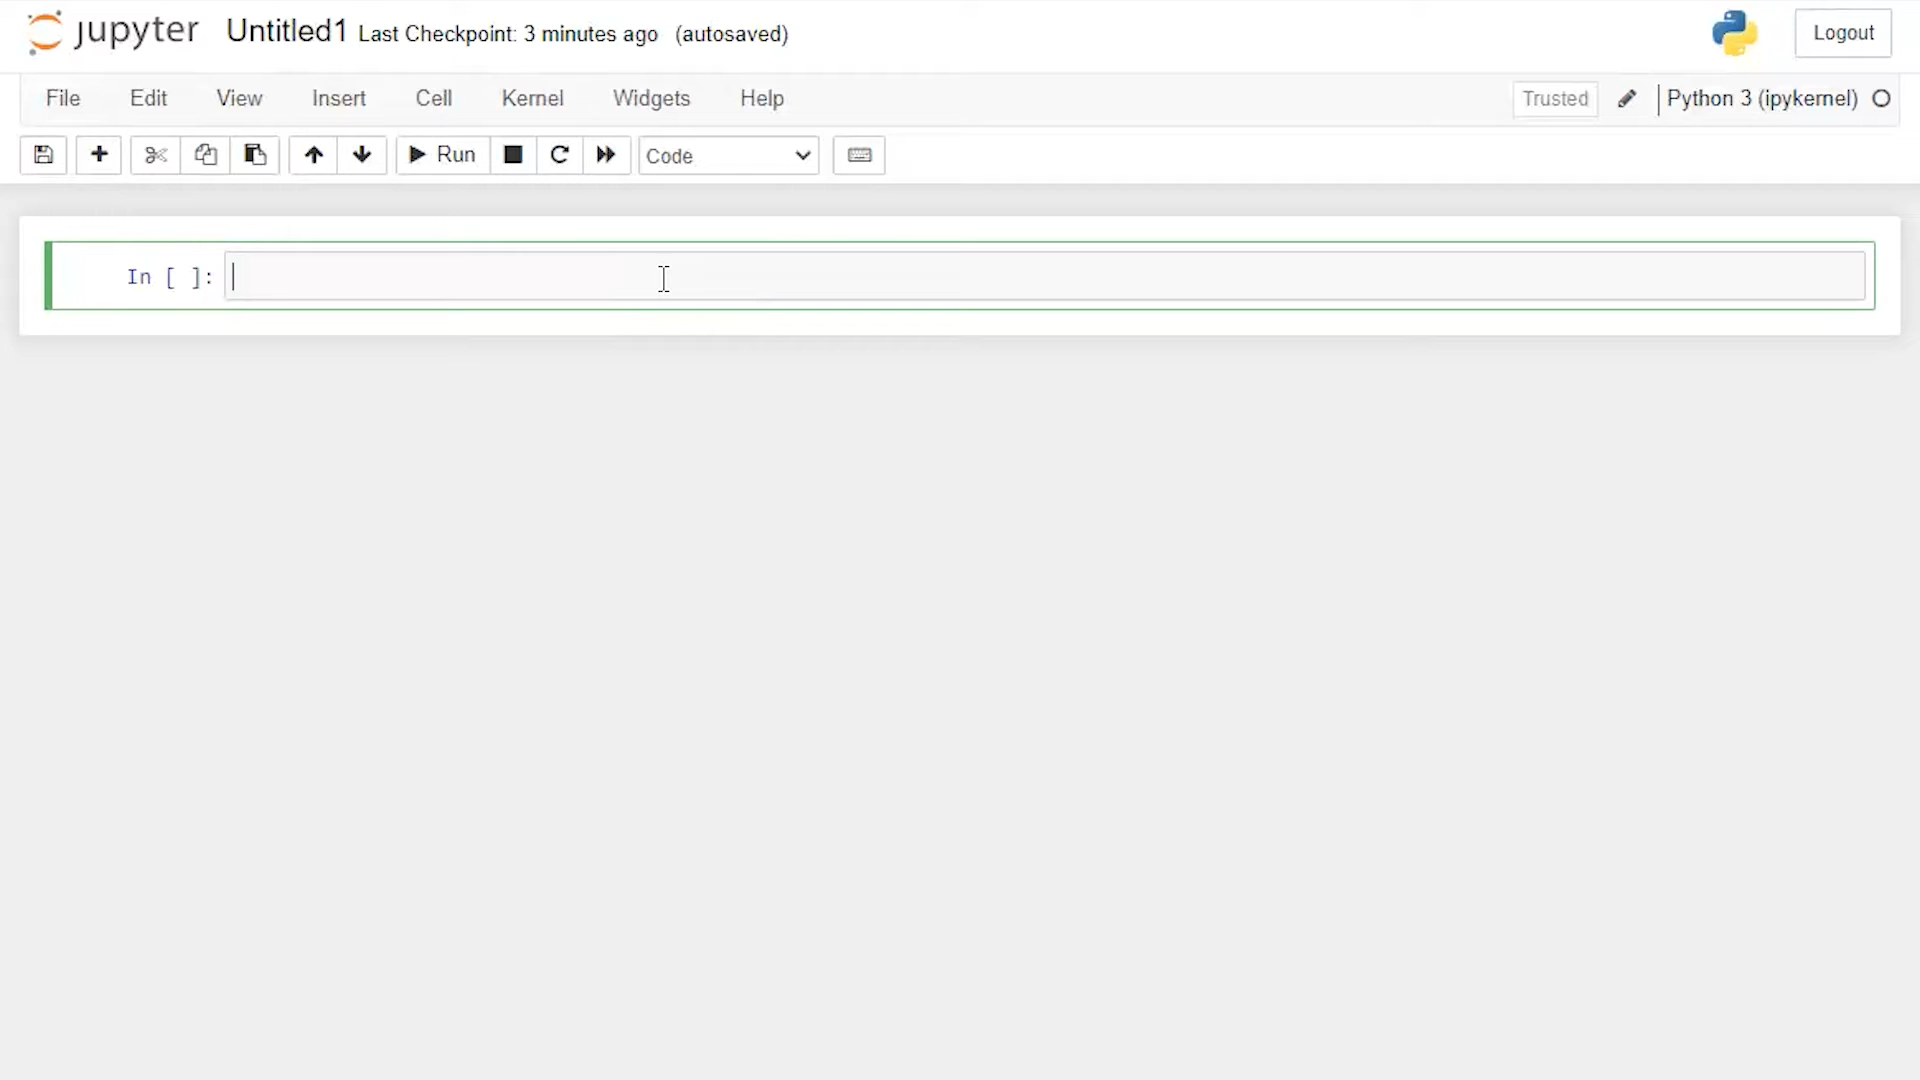 jupyter Untitled1 Last Checkpoint: 3 minutes ago (autosaved)
Logout
File Edit View Insert Cell Kernel Widgets Help
Trusted
Python 3 (ipykernel)
Run
Code
In [ ]: